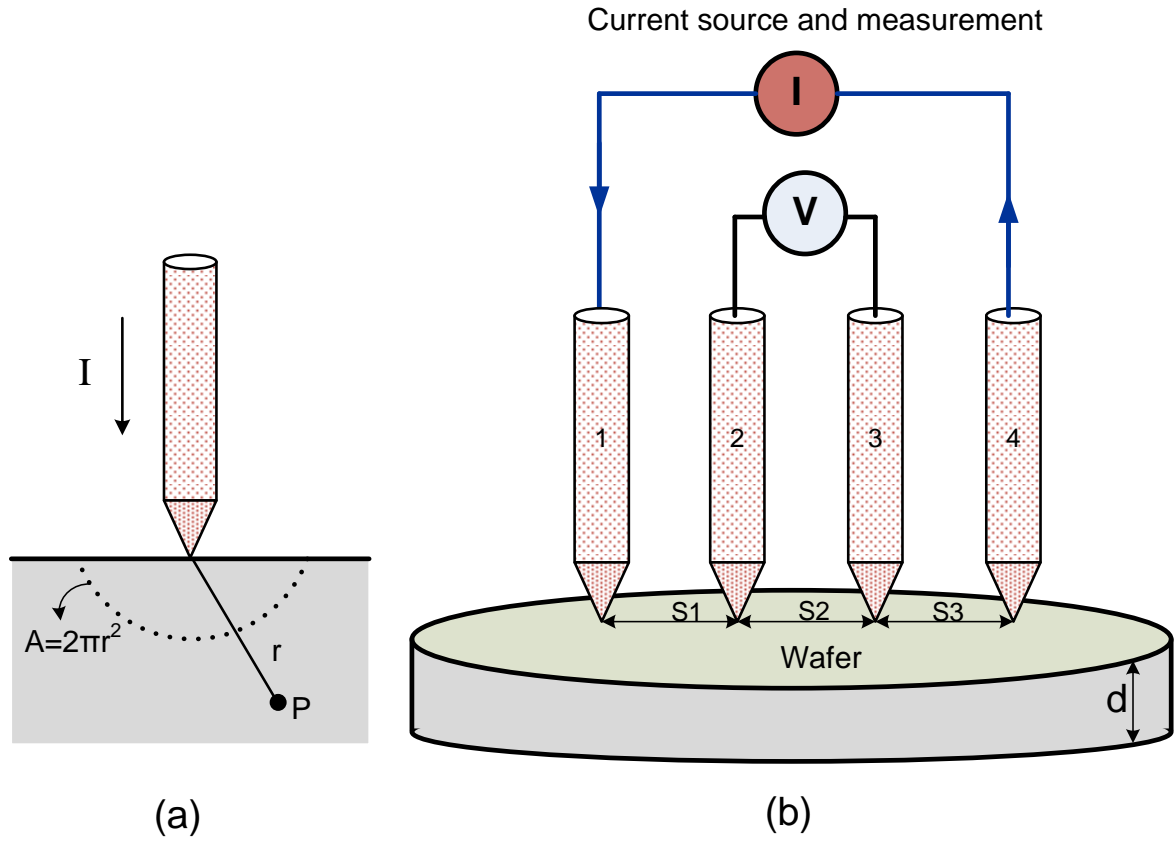 Current source and measurement
I
V
I
1
2
3
4
S1
S2
S3
A=2πr²
r
P
Wafer
d
(a)
(b)